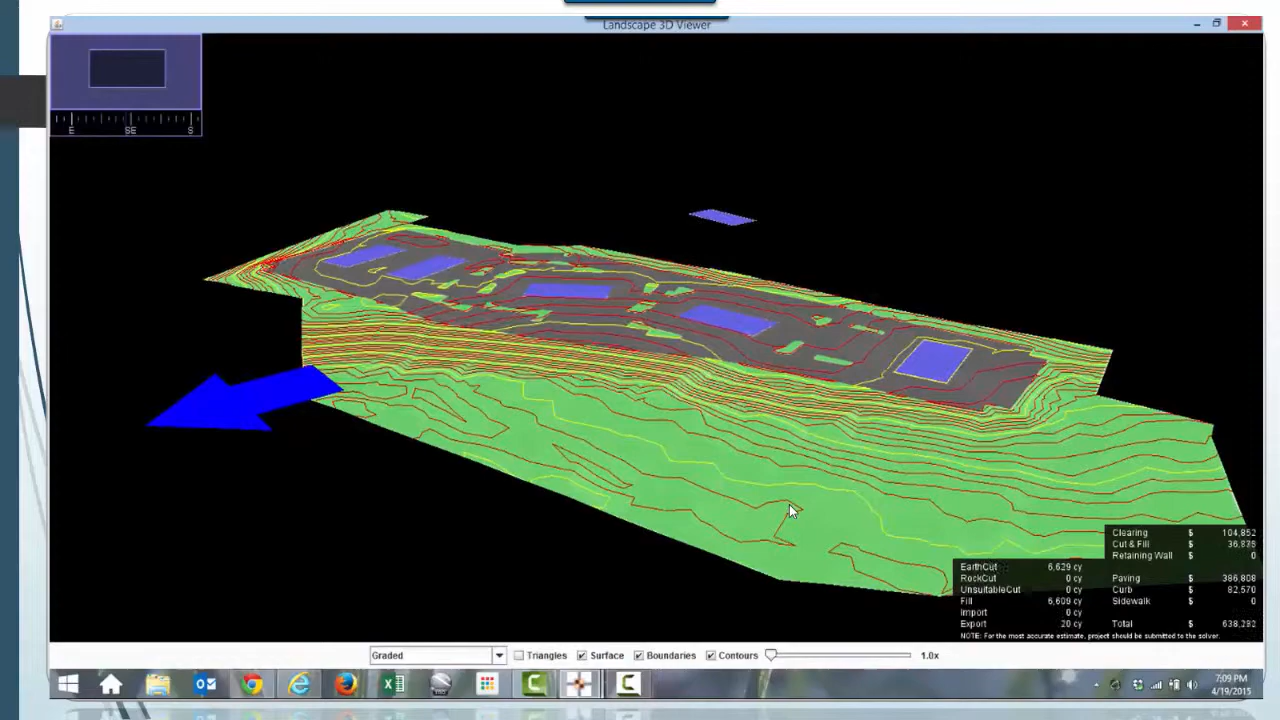 Landscape 3D Viewer
E SE S
Clearing $ 104,852
Cut & Fill $ 36,875
Retaining Wall $ 0
EarthCut 6,629 cy
RockCut 0 cy Paving $ 386,808
UnsuitableCut 0 cy Curb $ 82,570
Fill 6,609 cy Sidewalk $ 0
Import 0 cy
Export 20 cy Total $ 638,292
NOTE: For the most accurate estimate, project should be submitted to the solver.
Graded Triangles Surface Boundaries Contours 1.0x
7:09 PM
4/19/2015